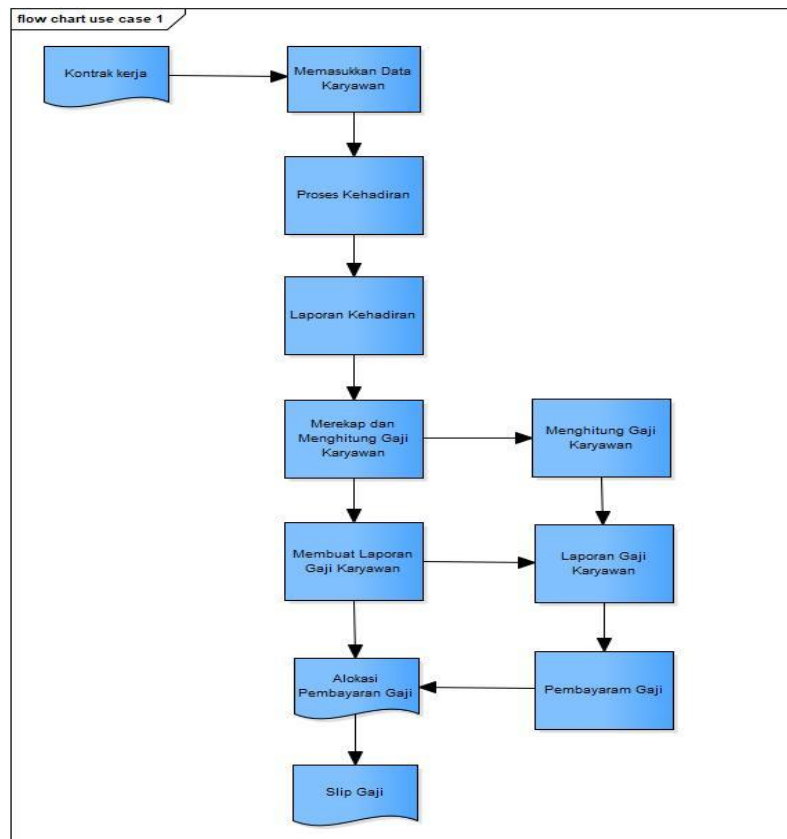 flow chart use case 1
Kontrak kerja
Memasukkan Data
Karyawan
Proses Kehadiran
Laporan Kehadiran
Merekap dan
Menghitung Gaji
Karyawan
Menghitung Gaji
Karyawan
Membuat Laporan
Gaji Karyawan
Laporan Gaji
Karyawan
Alokasi
Pembayaran Gaji
Pembayaram Gaji
Slip Gaji